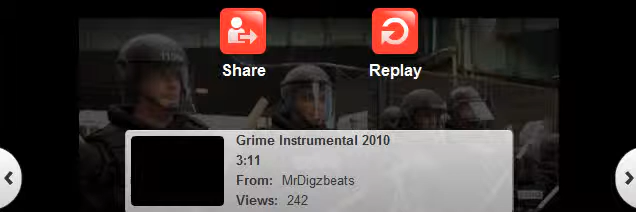 Share Replay
Grime Instrumental 2010
3:11
From: MrDigzbeats
Views: 242